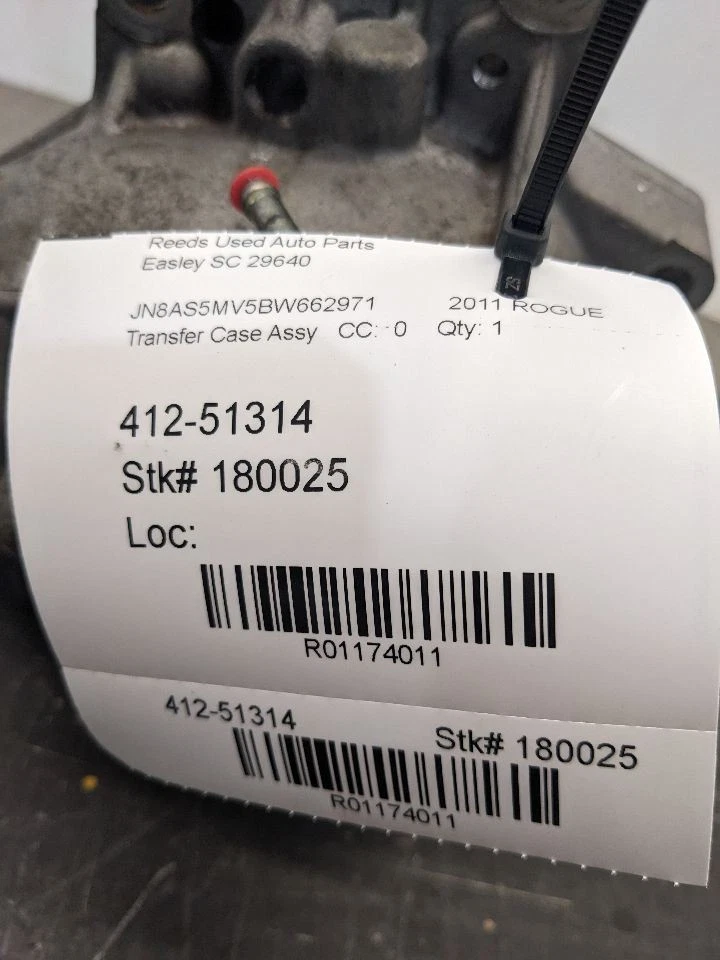 Reeds Used Auto Parts
Easley SC 29640
JN8AS5MV5BW662971 2011 ROGUE
Transfer Case Assy CC: 0 Qty: 1
412-51314
Stk# 180025
Loc:
R01174011
412-51314 Stk# 180025
R01174011